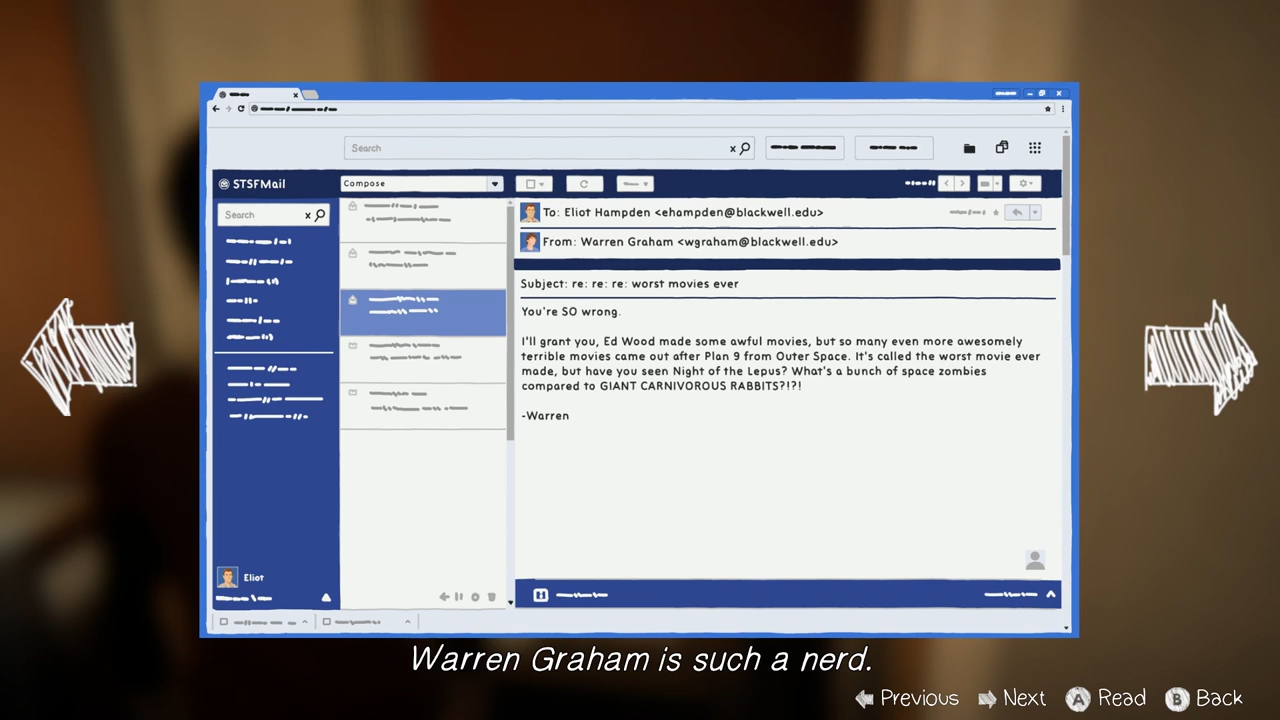 Search
STSFMail
Compose
Search
To: Eliot Hampden <ehampden@blackwell.edu>
From: Warren Graham <wgraham@blackwell.edu>
Subject: re: re: re: worst movies ever
You're SO wrong.
I'll grant you, Ed Wood made some awful movies, but so many even more awesomely
terrible movies came out after Plan 9 from Outer Space. It's called the worst movie ever
made, but have you seen Night of the Lepus? What's a bunch of space zombies
compared to GIANT CARNIVOROUS RABBITS?!?!
-Warren
Eliot
Warren Graham is such a nerd.
Previous Next A Read B Back